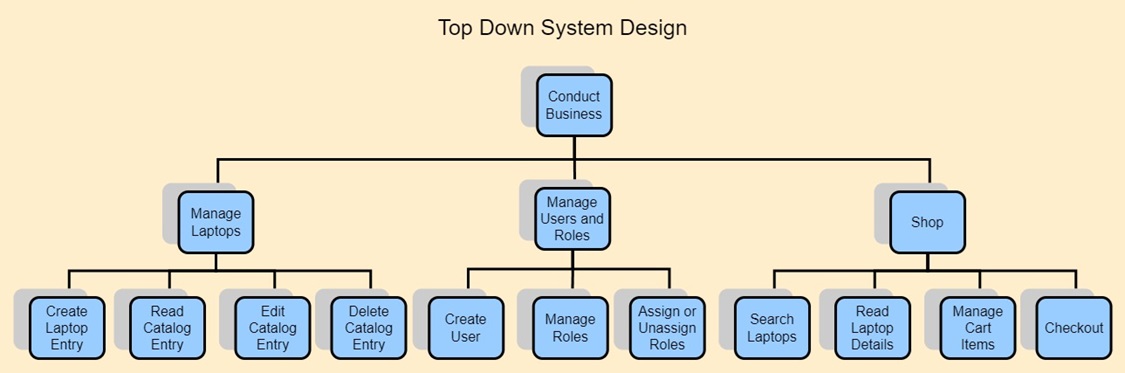 Top Down System Design
Conduct
Business
Manage
Laptops
Manage
Users and
Roles
Shop
Create
Laptop
Entry
Read
Catalog
Entry
Edit
Catalog
Entry
Delete
Catalog
Entry
Create
User
Manage
Roles
Assign or
Unassign
Roles
Search
Laptops
Read
Laptop
Details
Manage
Cart
Items
Checkout